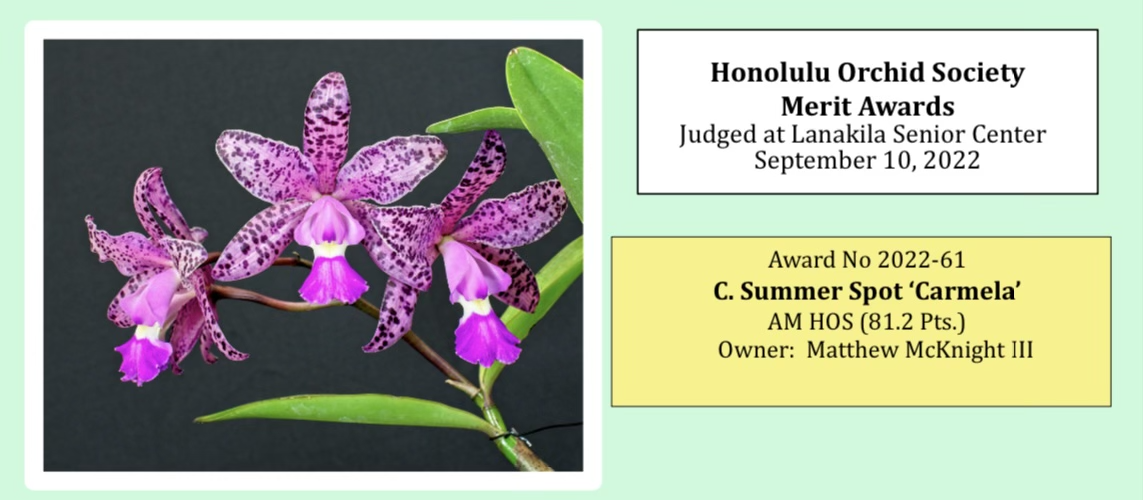 Honolulu Orchid Society
Merit Awards
Judged at Lanakila Senior Center
September 10, 2022
Award No 2022-61
C. Summer Spot ‘Carmela’
AM HOS (81.2 Pts.)
Owner:  Matthew McKnight III